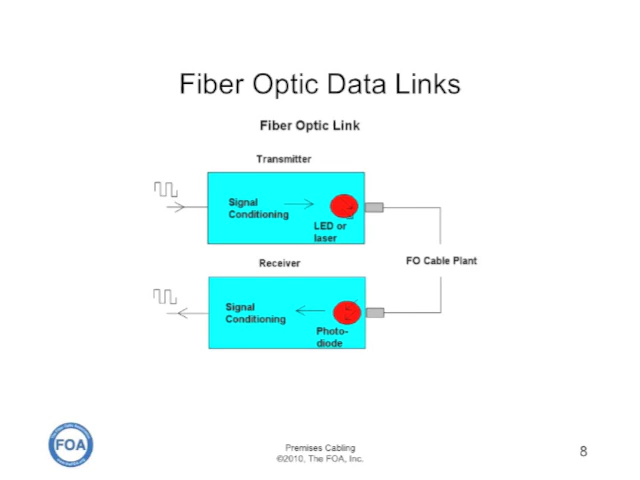 Fiber Optic Data Links
Fiber Optic Link
Transmitter
Signal
Conditioning
LED or
laser
Receiver
FO Cable Plant
Signal
Conditioning
Photo-
diode
FOA
Premises Cabling
©2010, The FOA, Inc.
8